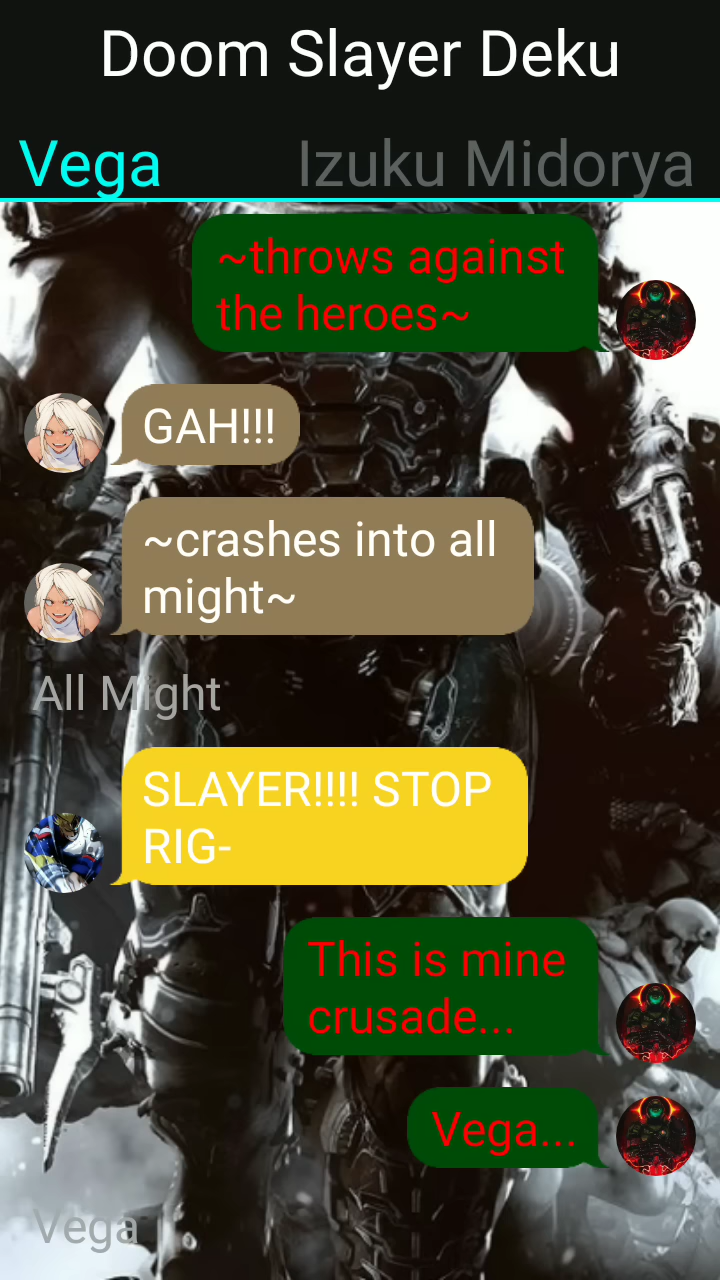 Doom Slayer Deku
Vega
Izuku Midorya
~throws against
the heroes~
GAH!!!
~crashes into all
might~
All Might
SLAYER!!!! STOP
RIG-
This is mine
crusade...
Vega...
Vega